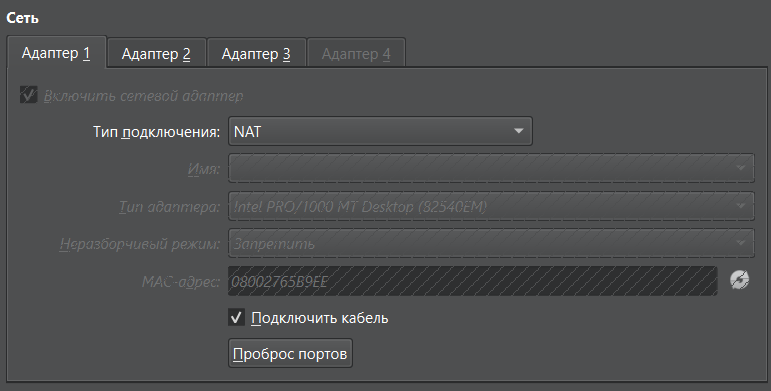 Сеть
Адаптер 1 Адаптер 2 Адаптер 3 Адаптер 4
Включить сетевой адаптер
Тип подключения: NAT
Имя:
Тип адаптера: Intel PRO/1000 MT Desktop (82540EM)
Неразборчивый режим: Запретить
MAC-адрес: 08002765B9EE
Подключить кабель
Проброс портов